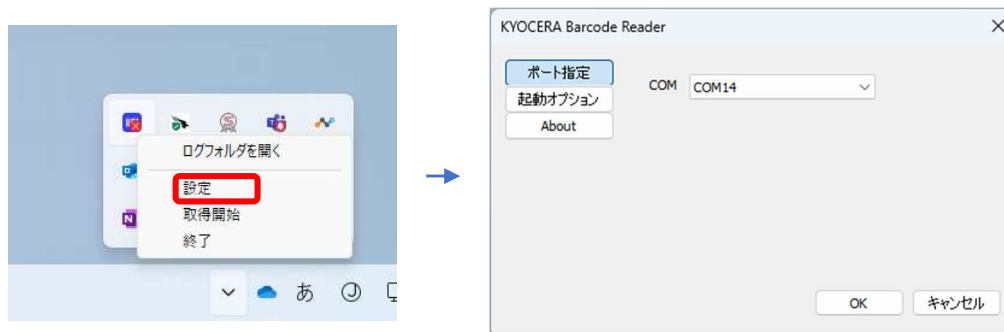 ログフォルダを開く
設定
取得開始
終了
あ
KYOCERA Barcode Reader
ポート指定
起動オプション
About
COM
COM14
OK
キャンセル